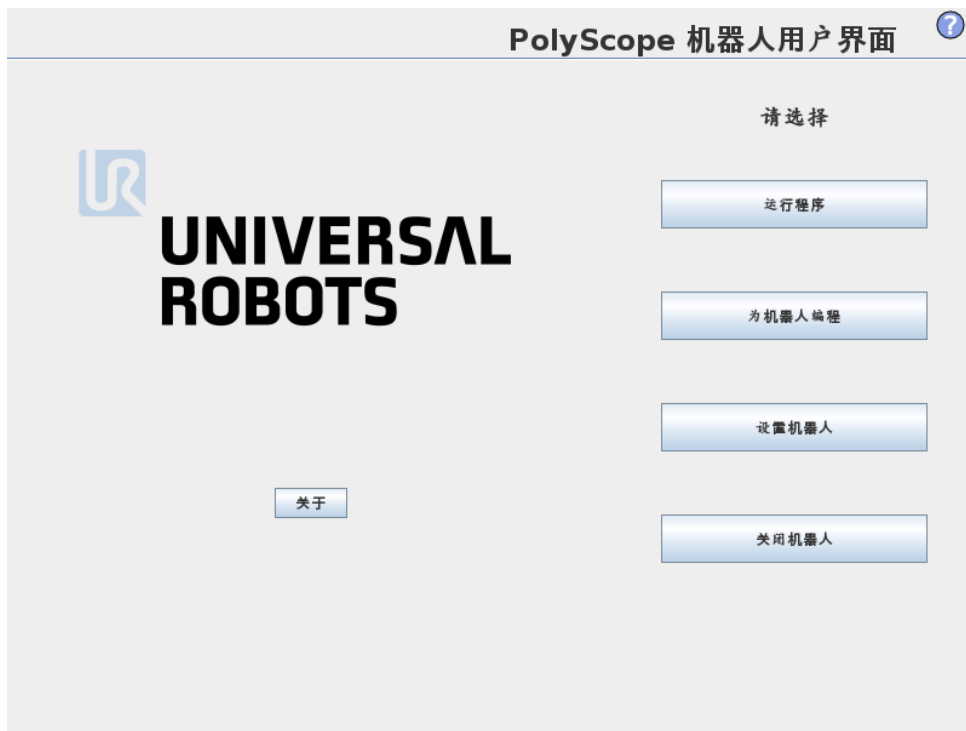 PolyScope 机器人用户界面
?
请选择
UR
UNIVERSAL
ROBOTS
运行程序
为机器人编程
设置机器人
关于
关闭机器人